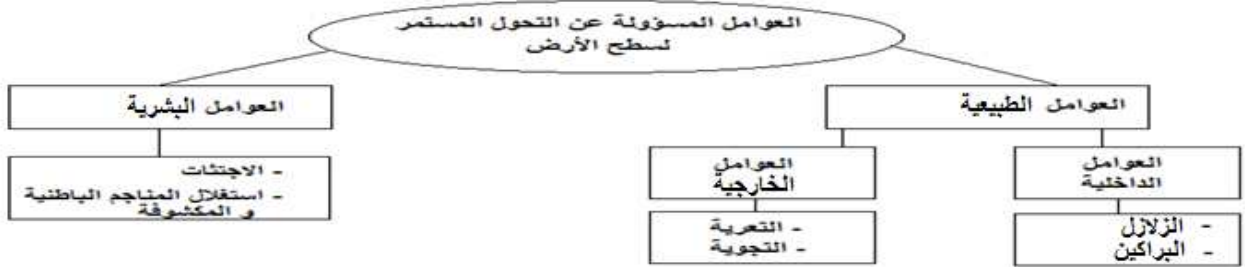 العوامل المسؤولة عن التحول المستمر
لسطح الأرض
العوامل الطبيعية
العوامل البشرية
العوامل
الداخلية
العوامل
الخارجية
- الاجتثات
- استغلال المناجم الباطنية
و المكشوفة
- الزلازل
- البراكين
- التعرية
- التجوية